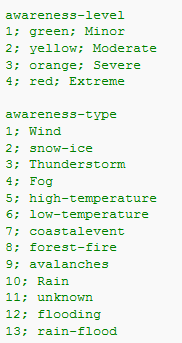 awareness-level
1; green; Minor
2; yellow; Moderate
3; orange; Severe
4; red; Extreme

awareness-type
1; Wind
2; snow-ice
3; Thunderstorm
4; Fog
5; high-temperature
6; low-temperature
7; coastalevent
8; forest-fire
9; avalanches
10; Rain
11; unknown
12; flooding
13; rain-flood